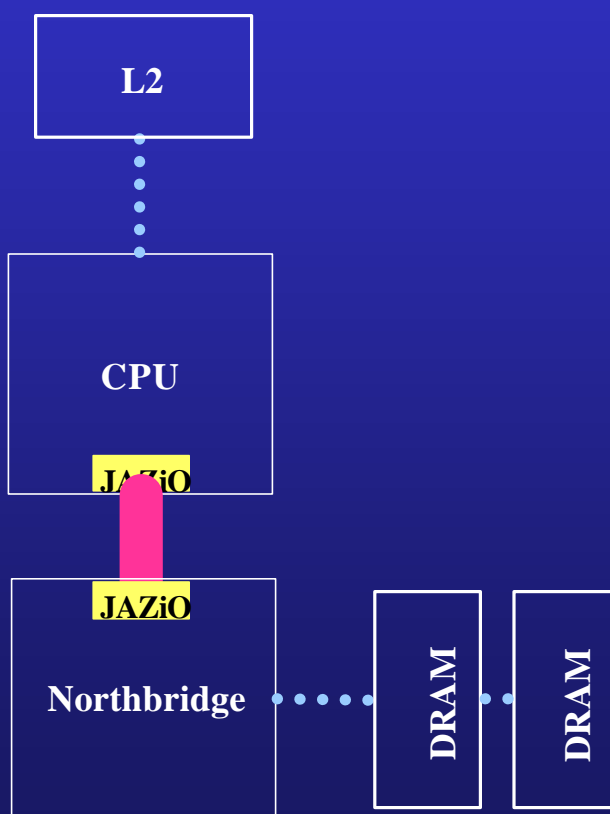 L2
CPU
JAZiO
JAZiO
Northbridge
DRAM
DRAM